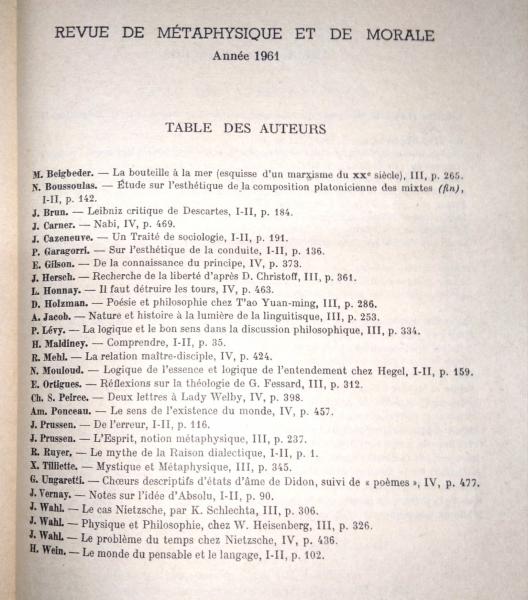 REVUE DE MÉTAPHYSIQUE ET DE MORALE
Année 1961
TABLE DES AUTEURS
M. Beigbeder. — La bouteille à la mer (esquisse d'un marxisme du XXe siècle), III, p. 265.
N. Boussoulas. — Étude sur l'esthétique de la composition platonicienne des mixtes (fin),
I-II, p. 142.
J. Brun. — Leibniz critique de Descartes, I-II, p. 184.
J. Carner. — Nabi, IV, p. 469.
J. Cazeneuve. — Un Traité de sociologie, I-II, p. 191.
P. Garagorri. — Sur l'esthétique de la conduite, I-II, p. 136.
E. Gilson. — De la connaissance du principe, IV, p. 373.
J. Hersch. — Recherche de la liberté d'après D. Christoff, III, p. 361.
L. Honnay. — Il faut détruire les tours, IV, p. 463.
D. Holzman. — Poésie et philosophie chez T'ao Yuan-ming, III, p. 286.
A. Jacob. — Nature et histoire à la lumière de la linguitisque, III, p. 253.
P. Lévy. — La logique et le bon sens dans la discussion philosophique, III, p. 334.
H. Maldiney. — Comprendre, I-II, p. 35.
R. Mehl. — La relation maître-disciple, IV, p. 424.
N. Mouloud. — Logique de l'essence et logique de l'entendement chez Hegel, I-II, p. 159.
E. Ortigues. — Réflexions sur la théologie de G. Fessard, III, p. 312.
Ch. S. Peirce. — Deux lettres à Lady Welby, IV, p. 398.
Am. Ponceau. — Le sens de l'existence du monde, IV, p. 457.
J. Prussen. — De l'erreur, I-II, p. 116.
J. Prussen. — L'Esprit, notion métaphysique, III, p. 237.
R. Ruyer. — Le mythe de la Raison dialectique, I-II, p. 1.
X. Tilliette. — Mystique et Métaphysique, III, p. 345.
G. Ungaretti. — Chœurs descriptifs d'états d'âme de Didon, suivi de « poèmes », IV, p. 477.
J. Vernay. — Notes sur l'idée d'Absolu, I-II, p. 90.
J. Wahl. — Le cas Nietzsche, par K. Schlechta, III, p. 306.
J. Wahl. — Physique et Philosophie, chez W. Heisenberg, III, p. 326.
J. Wahl. — Le problème du temps chez Nietzsche, IV, p. 436.
H. Wein. — Le monde du pensable et le langage, I-II, p. 102.